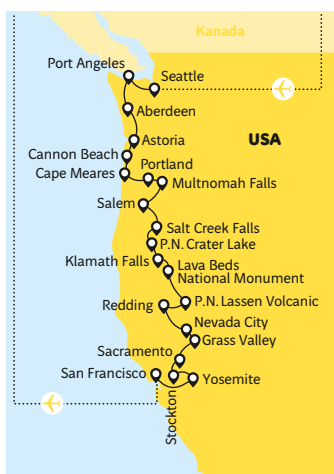 Kanada
Port Angeles
Seattle
Aberdeen
USA
Astoria
Cannon Beach
Portland
Cape Meares
Multnomah Falls
Salem
Salt Creek Falls
P.N. Crater Lake
Klamath Falls
Lava Beds
National Monument
Redding
P.N. Lassen Volcanic
Nevada City
Grass Valley
Sacramento
San Francisco
Yosemite
Stockton